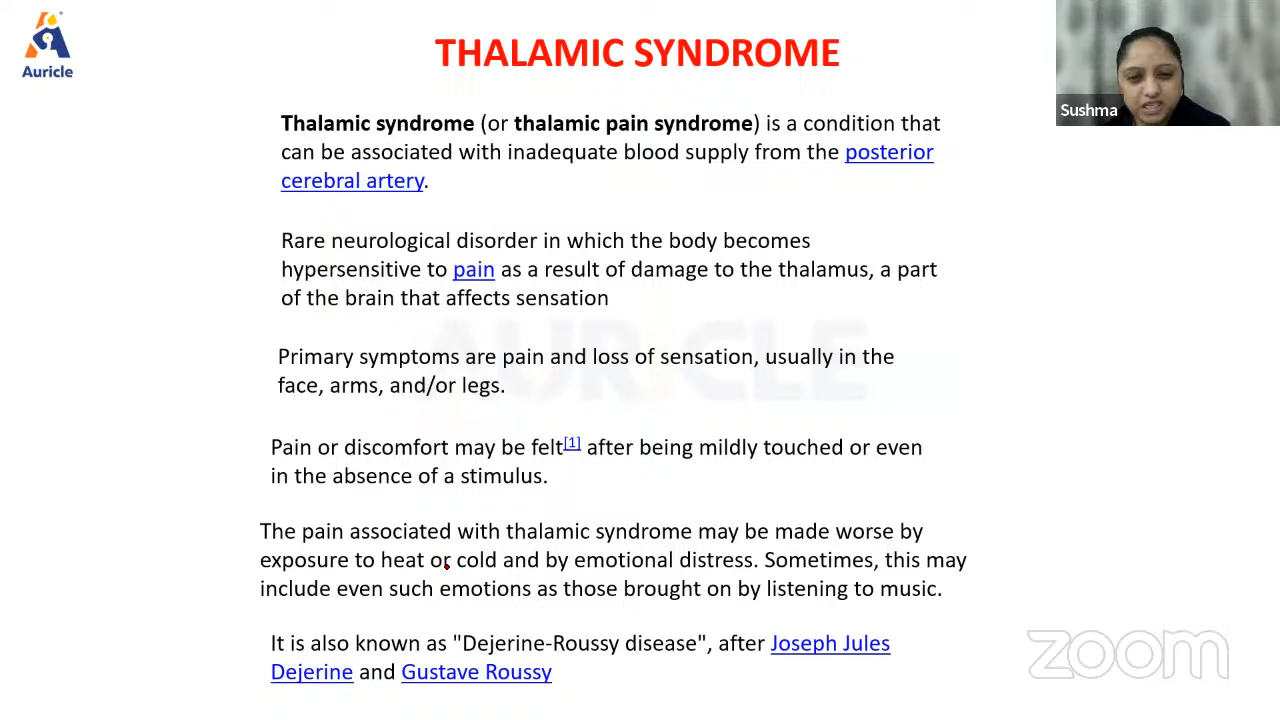 Auricle
THALAMIC SYNDROME
Sushma
Thalamic syndrome (or thalamic pain syndrome) is a condition that
can be associated with inadequate blood supply from the posterior
cerebral artery.
Rare neurological disorder in which the body becomes
hypersensitive to pain as a result of damage to the thalamus, a part
of the brain that affects sensation
AURICLE
Primary symptoms are pain and loss of sensation, usually in the
face, arms, and/or legs.
Pain or discomfort may be felt[1] after being mildly touched or even
in the absence of a stimulus.
The pain associated with thalamic syndrome may be made worse by
exposure to heat or cold and by emotional distress. Sometimes, this may
include even such emotions as those brought on by listening to music.
It is also known as "Dejerine-Roussy disease", after Joseph Jules
Dejerine and Gustave Roussy
zoom